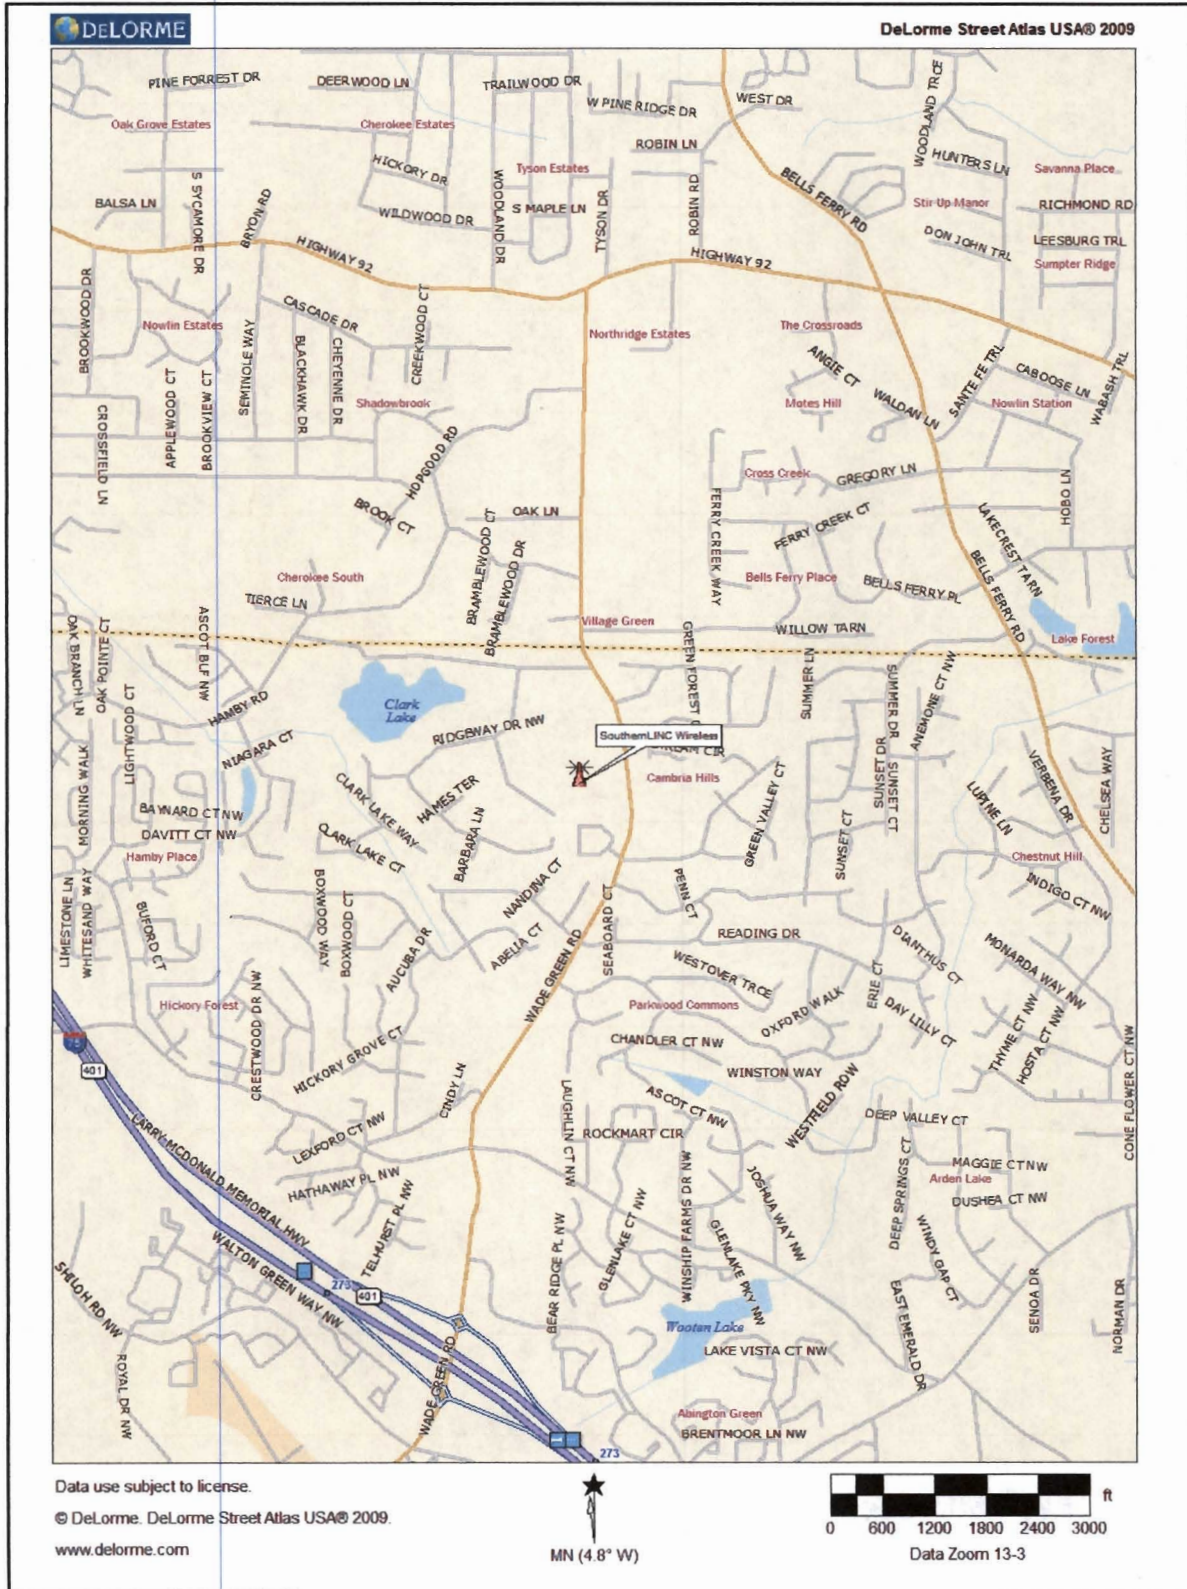 DELORME
DeLorme Street Atlas USA® 2009
PINE FORREST DR
DEERWOOD LN
TRAILWOOD DR
W PINE RIDGE DR
WEST DR
WOODLAND TRCE
Oak Grove Estates
Cherokee Estates
ROBIN LN
HICKORY DR
Tyson Estates
HUNTERS LN
Savanna Place
BALSA LN
S SYCAMORE DR
BRYON RD
WILDWOOD DR
WOODLAND DR
S MAPLE LN
TYSON DR
ROBIN RD
BELLS FERRY RD
Stir Up Manor
RICHMOND RD
DON JOHN TRL
LEESBURG TRL
Sumpter Ridge
HIGHWAY 92
HIGHWAY 92
BROOKWOOD DR
Nowlin Estates
CASCADE DR
CREEKWOOD CT
Northridge Estates
The Crossroads
SEMINOLE WAY
BLACKHAWK DR
CHEYENNE DR
ANGIE CT
SANTE FE TRL
CABOOSE LN
WABASH TRL
APPLEWOOD CT
BROOKVIEW CT
Shadowbrook
Motes Hill
WALDAN LN
Nowlin Station
CROSSFIELD LN
HOPGOOD RD
Cross Creek
GREGORY LN
BROOK CT
OAK LN
FERRY CREEK WAY
FERRY CREEK CT
LAKECREST TARN
HOBO LN
BRAMBLEWOOD CT
BRAMBLEWOOD DR
Cherokee South
Bells Ferry Place
BELLS FERRY PL
BELLS FERRY RD
TIERCE LN
Village Green
WILLOW TARN
Lake Forest
OAK BRANCH LN
OAK POINTE CT
ASCOT BLF NW
SUMMER LN
SUMMER DR
ANEMONE CT NW
LIGHTWOOD CT
HAMBY RD
Clark
Lake
RIDGEWAY DR NW
SouthernLINC Wireless
NIAGARA CT
Cambria Hills
MORNING WALK
CLARK LAKE WAY
BARBARA LN
GREEN VALLEY CT
SUNSET DR
SUNSET CT
SUNSET CT
LUPINE LN
VERBENA DR
CHELSEA WAY
BAYNARD CT NW
DAVITT CT NW
Hamby Place
CLARK LAKE CT
Chestnut Hill
LIMESTONE LN
WHITESAND WAY
BUFORD CT
BOXWOOD WAY
BOXWOOD CT
NANDINA CT
PENN CT
INDIGO CT NW
AUCUBA DR
ABELIA CT
SEABOARD CT
READING DR
DIANTHUS CT
MONARDA WAY NW
WADE GREEN RD
WESTOVER TRCE
ERIE CT
Hickory Forest
CRESTWOOD DR NW
Parkwood Commons
OXFORD WALK
DAY LILLY CT
THYME CT NW
HOSTA CT NW
CHANDLER CT NW
HICKORY GROVE CT
401
WINSTON WAY
CINDY LN
LAUGHLIN CT NW
ASCOT CT NW
WESTFIELD ROW
CONE FLOWER CT NW
LARRY MCDONALD MEMORIAL HWY
LEXFORD CT NW
ROCKMART CIR
DEEP VALLEY CT
MAGGIE CT NW
Arden Lake
HATHAWAY PL NW
DUSHEA CT NW
TELHURST PL NW
WINSHIP FARMS DR NW
JOSHUA WAY NW
DEEP SPRINGS CT
WINDY GAP CT
WALTON GREEN WAY NW
BEAR RIDGE PL NW
GLENLAKE CT NW
GLENLAKE PKY NW
SHILOH RD NW
273
401
EAST EMERALD DR
SENOA DR
NORMAN DR
Wootan Lake
LAKE VISTA CT NW
ROYAL DR NW
WADE GREEN RD
Abington Green
BRENTMOOR LN NW
273
Data use subject to license.
© DeLorme. DeLorme Street Atlas USA® 2009.
www.delorme.com
MN (4.8° W)
ft
0 600 1200 1800 2400 3000
Data Zoom 13-3